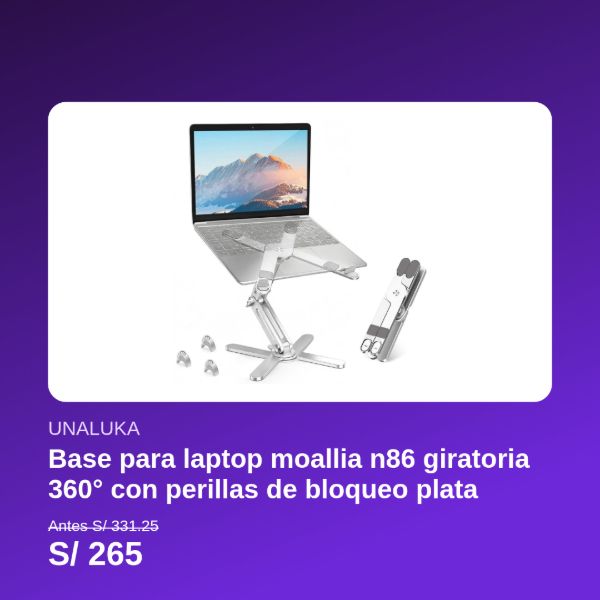 UNALUKA
Base para laptop moallia n86 giratoria
360° con perillas de bloqueo plata
Antes S/ 331.25
S/ 265